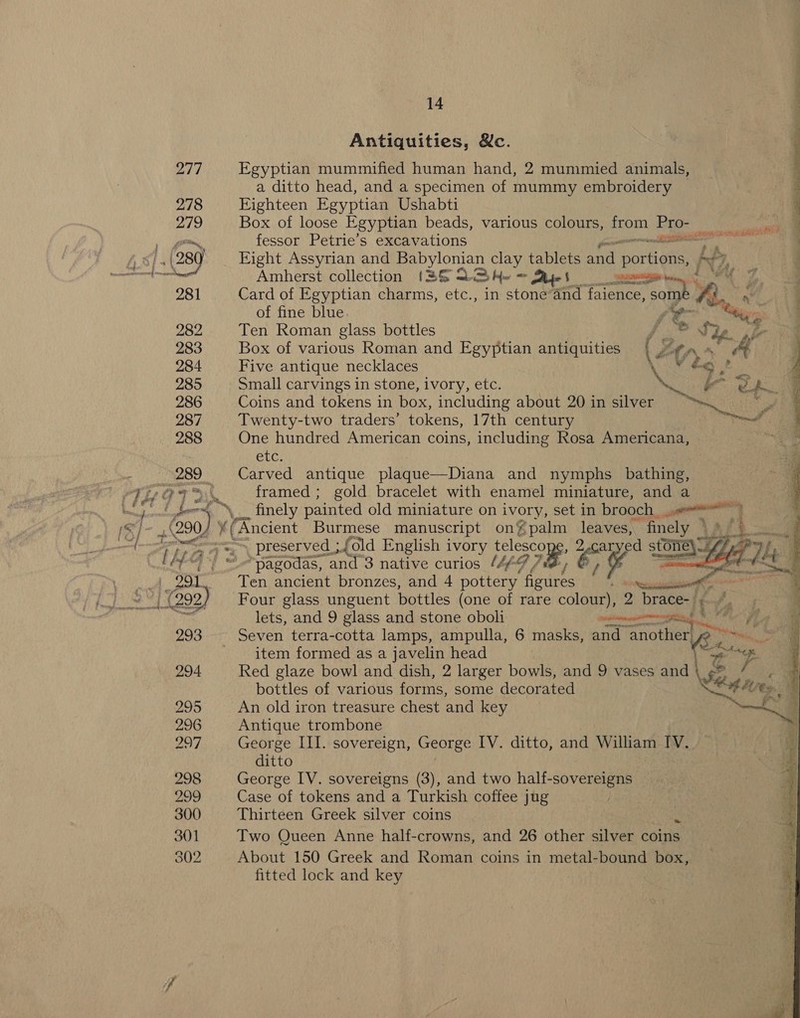 14
Antiquities, &c.
277 Egyptian mummified human hand, 2 mummied animals,
a ditto head, and a specimen of mummy embroidery
278 Eighteen Egyptian Ushabti
279 Box of loose Egyptian beads, various colours, from Pro-
fessor Petrie's excavations
280 Eight Assyrian and Babylonian clay tablets and portions,
Amherst collection
281 Card of Egyptian charms, etc., in stone and faience, some
of fine blue
282 Ten Roman glass bottles
283 Box of various Roman and Egyptian antiquities
284 Five antique necklaces
285 Small carvings in stone, ivory, etc.
286 Coins and tokens in box, including about 20 in silver
287 Twenty-two traders' tokens, 17th century
288 One hundred American coins, including Rosa Americana,
etc.
289 Carved antique plaque—Diana and nymphs bathing,
framed; gold bracelet with enamel miniature, and a
finely painted old miniature on ivory, set in brooch
290 Ancient Burmese manuscript on palm leaves, finely
preserved; old English ivory telescope, 2 carved stone
pagodas, and 3 native curios
291 Ten ancient bronzes, and 4 pottery figures
292 Four glass unguent bottles (one of rare colour), 2 brace-
lets, and 9 glass and stone oboli
293 Seven terra-cotta lamps, ampulla, 6 masks, and another
item formed as a javelin head
294 Red glaze bowl and dish, 2 larger bowls, and 9 vases and
bottles of various forms, some decorated
295 An old iron treasure chest and key
296 Antique trombone
297 George III. sovereign, George IV. ditto, and William IV.
ditto
298 George IV. sovereigns (3), and two half-sovereigns
299 Case of tokens and a Turkish coffee jug
300 Thirteen Greek silver coins
301 Two Queen Anne half-crowns, and 26 other silver coins
302 About 150 Greek and Roman coins in metal-bound box,
fitted lock and key